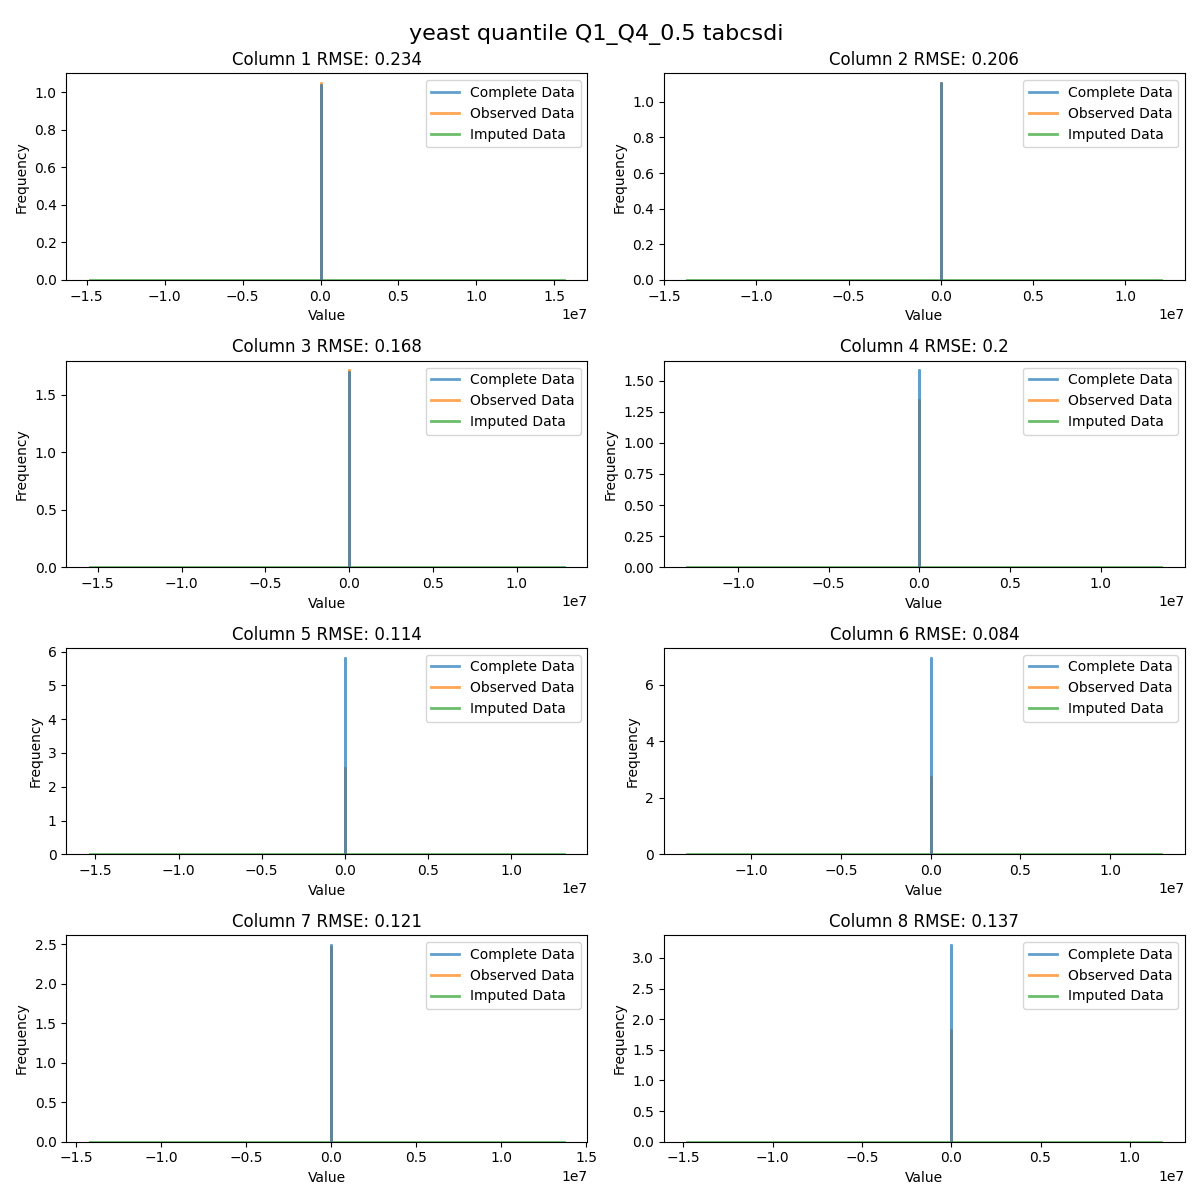 yeast quantile Q1_Q4_0.5 tabcsdi
Column 1 RMSE: 0.234
Frequency
1.0
0.8
0.6
0.4
0.2
0.0
Complete Data
Observed Data
Imputed Data
−1.5 −1.0 −0.5 0.0 0.5 1.0 1.5
Value
1e7
Column 2 RMSE: 0.206
Frequency
1.0
0.8
0.6
0.4
0.2
0.0
Complete Data
Observed Data
Imputed Data
−1.5 −1.0 −0.5 0.0 0.5 1.0
Value
1e7
Column 3 RMSE: 0.168
Frequency
1.5
1.0
0.5
0.0
Complete Data
Observed Data
Imputed Data
−1.5 −1.0 −0.5 0.0 0.5 1.0
Value
1e7
Column 4 RMSE: 0.2
Frequency
1.50
1.25
1.00
0.75
0.50
0.25
0.00
Complete Data
Observed Data
Imputed Data
−1.0 −0.5 0.0 0.5 1.0
Value
1e7
Column 5 RMSE: 0.114
Frequency
6
5
4
3
2
1
0
Complete Data
Observed Data
Imputed Data
−1.5 −1.0 −0.5 0.0 0.5 1.0
Value
1e7
Column 6 RMSE: 0.084
Frequency
6
4
2
0
Complete Data
Observed Data
Imputed Data
−1.0 −0.5 0.0 0.5 1.0
Value
1e7
Column 7 RMSE: 0.121
Frequency
2.5
2.0
1.5
1.0
0.5
0.0
Complete Data
Observed Data
Imputed Data
−1.5 −1.0 −0.5 0.0 0.5 1.0 1.5
Value
1e7
Column 8 RMSE: 0.137
Frequency
3.0
2.5
2.0
1.5
1.0
0.5
0.0
Complete Data
Observed Data
Imputed Data
−1.5 −1.0 −0.5 0.0 0.5 1.0
Value
1e7